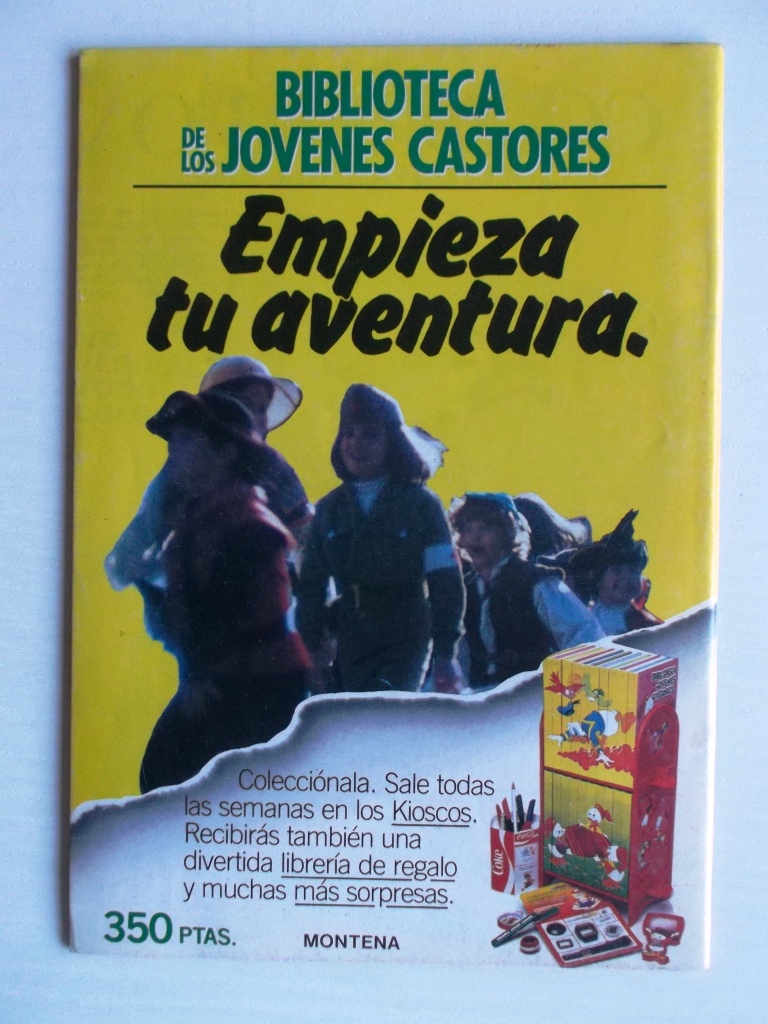 BIBLIOTECA
DE LOS JOVENES CASTORES
Empieza
tu aventura.
Colecciónala. Sale todas
las semanas en los Kioscos.
Recibirás también una
divertida librería de regalo
y muchas más sorpresas.
350 PTAS.
MONTENA
Coke